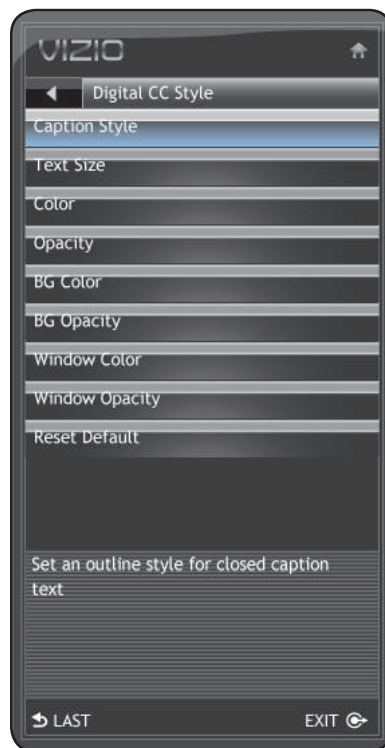 VIZIO
Digital CC Style
Caption Style
Text Size
Color
Opacity
BG Color
BG Opacity
Window Color
Window Opacity
Reset Default
Set an outline style for closed caption
text
LAST
EXIT